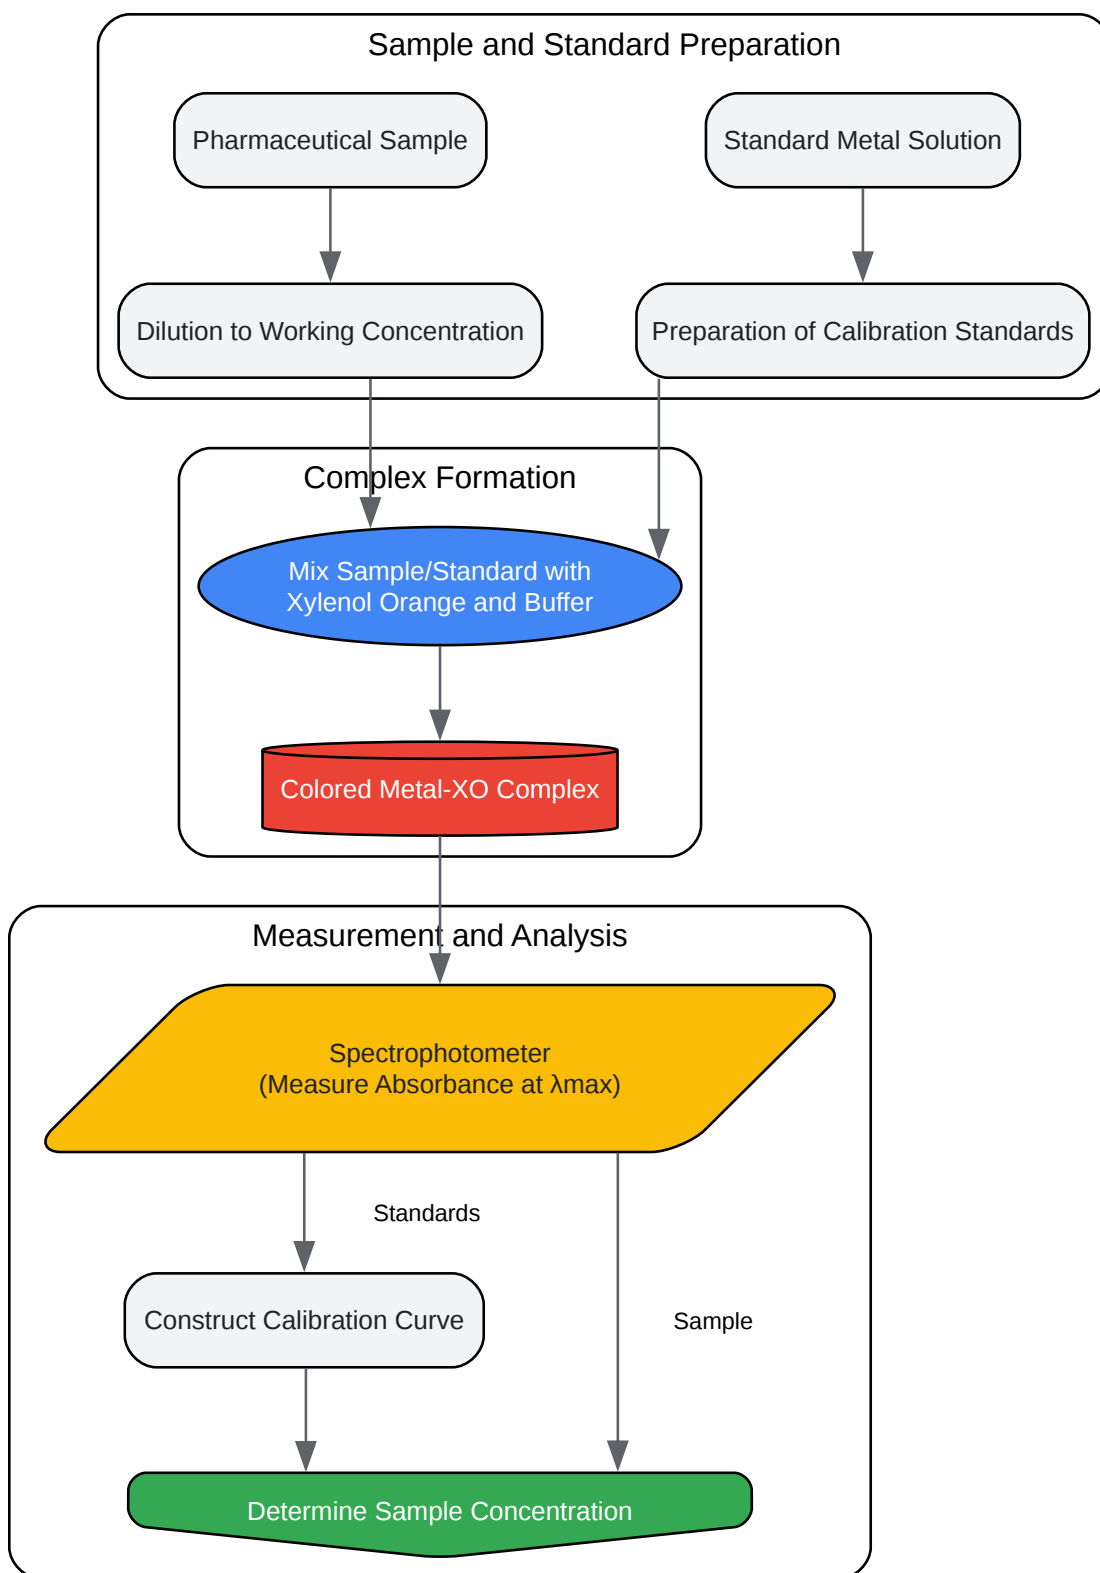 Sample and Standard Preparation
Pharmaceutical Sample
Standard Metal Solution
Dilution to Working Concentration
Preparation of Calibration Standards
Complex Formation
Mix Sample/Standard with
Xylenol Orange and Buffer
Colored Metal-XO Complex
Measurement and Analysis
Spectrophotometer
(Measure Absorbance at λmax)
Standards
Construct Calibration Curve
Sample
Determine Sample Concentration